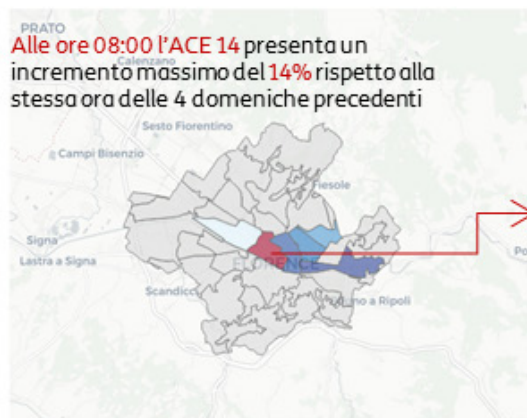 PRATO
Alle ore 08:00 l'ACE 14 presenta un
Calenzano
incremento massimo del 14% rispetto alla
stessa ora delle 4 domeniche precedenti
Sesto Fiorentino
Campi Bisenzio
Fiesole
Signa
Lastra a Signa
FLORENCE
Scandicci
a Ripoli